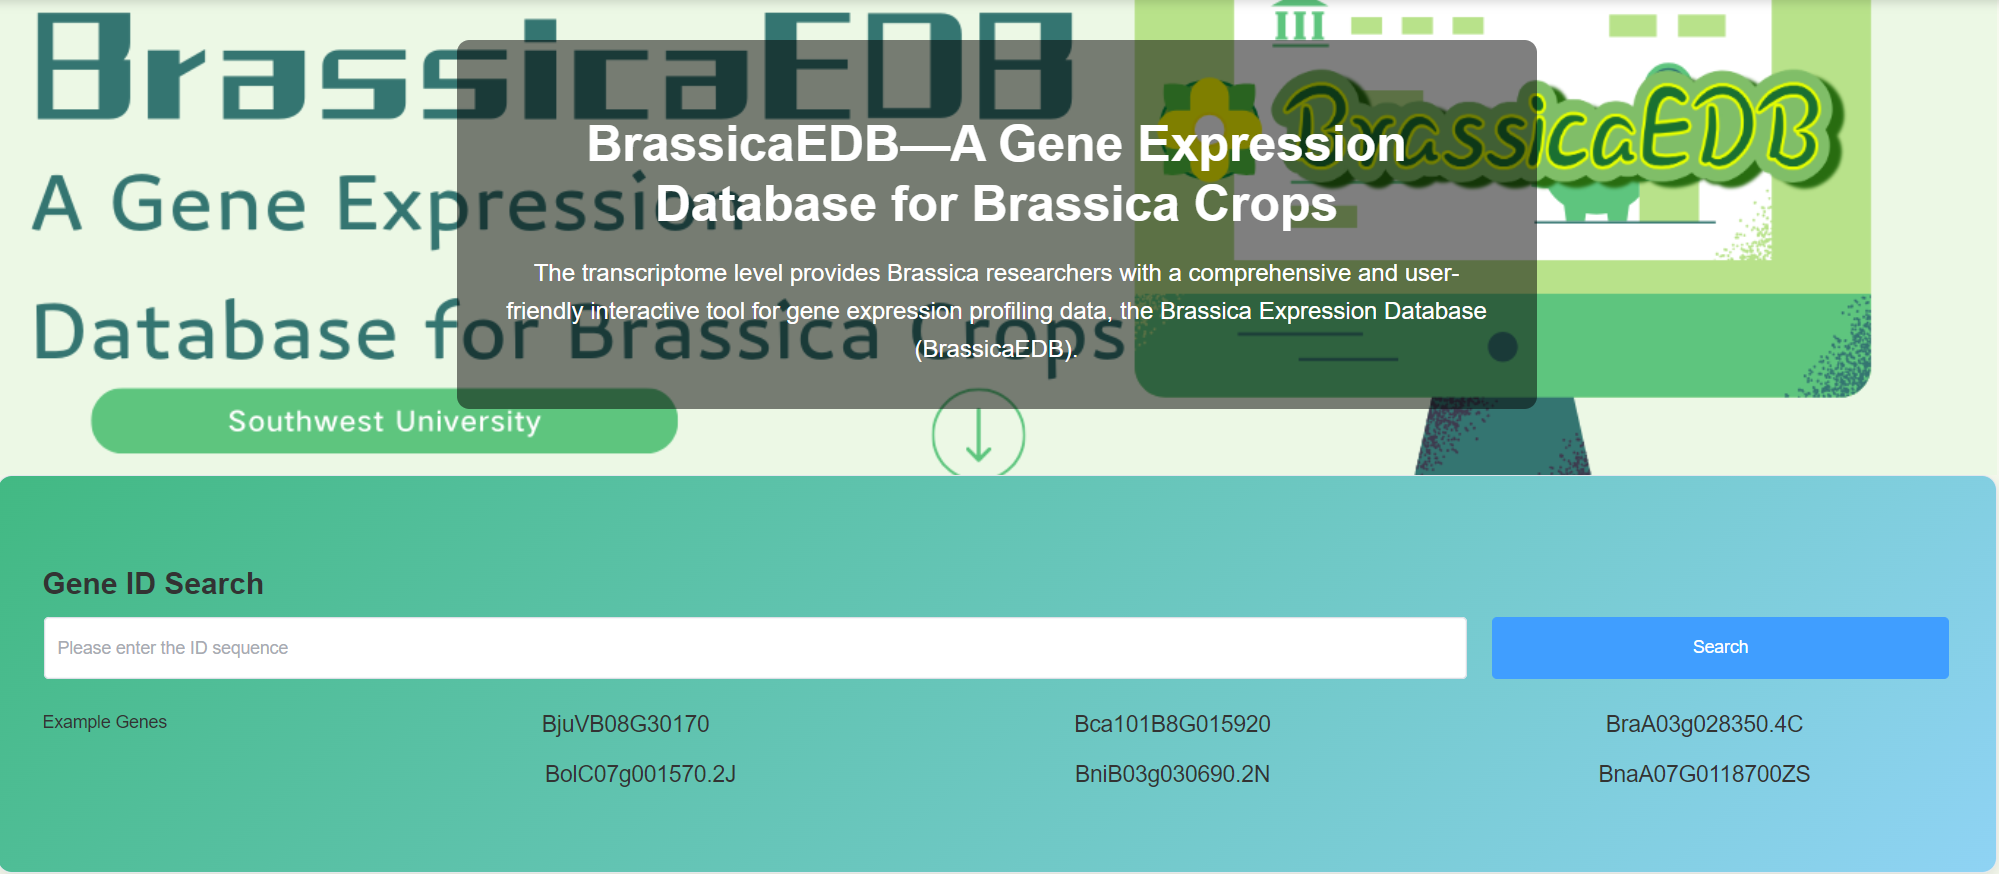 BrassicaEDB
A Gene Expression
Database for Brassica Crops
Southwest University
BrassicaEDB
BrassicaEDB—A Gene Expression
Database for Brassica Crops
The transcriptome level provides Brassica researchers with a comprehensive and user-
friendly interactive tool for gene expression profiling data, the Brassica Expression Database
(BrassicaEDB).
Gene ID Search
Please enter the ID sequence
Search
Example Genes
BjuVB08G30170
Bca101B8G015920
BraA03g028350.4C
BolC07g001570.2J
BniB03g030690.2N
BnaA07G0118700ZS